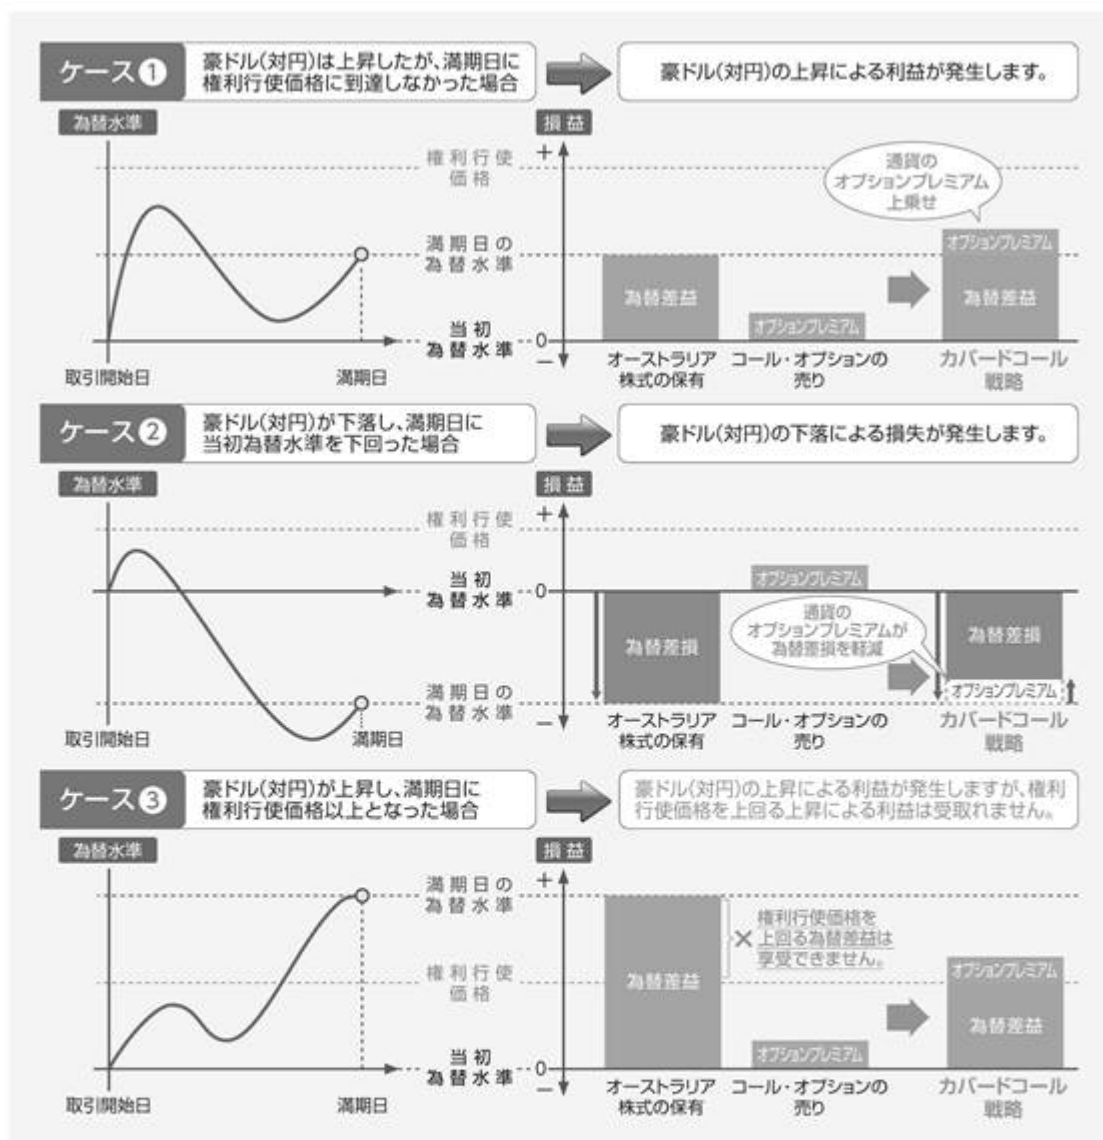 ケース❶
豪ドル(対円)は上昇したが、満期日に
権利行使価格に到達しなかった場合
豪ドル(対円)の上昇による利益が発生します。
為替水準
損益
権利行使
価格
満期日の
為替水準
当初
為替水準
取引開始日
満期日
+
0
−
為替差益
オプションプレミアム
通貨の
オプションプレミアム
上乗せ
オプションプレミアム
為替差益
オーストラリア
株式の保有
コール・オプションの
売り
カバードコール
戦略
ケース❷
豪ドル(対円)が下落し、満期日に
当初為替水準を下回った場合
豪ドル(対円)の下落による損失が発生します。
為替水準
損益
権利行使
価格
当初
為替水準
満期日の
為替水準
取引開始日
満期日
+
0
−
為替差損
オプションプレミアム
通貨の
オプションプレミアムが
為替差損を軽減
為替差損
オプションプレミアム
オーストラリア
株式の保有
コール・オプションの
売り
カバードコール
戦略
ケース❸
豪ドル(対円)が上昇し、満期日に
権利行使価格以上となった場合
豪ドル(対円)の上昇による利益が発生しますが、権利
行使価格を上回る上昇による利益は受取れません。
為替水準
損益
満期日の
為替水準
権利行使
価格
当初
為替水準
取引開始日
満期日
+
0
−
為替差益
×
権利行使価格を
上回る為替差益は
享受できません。
オプションプレミアム
オプションプレミアム
為替差益
オーストラリア
株式の保有
コール・オプションの
売り
カバードコール
戦略